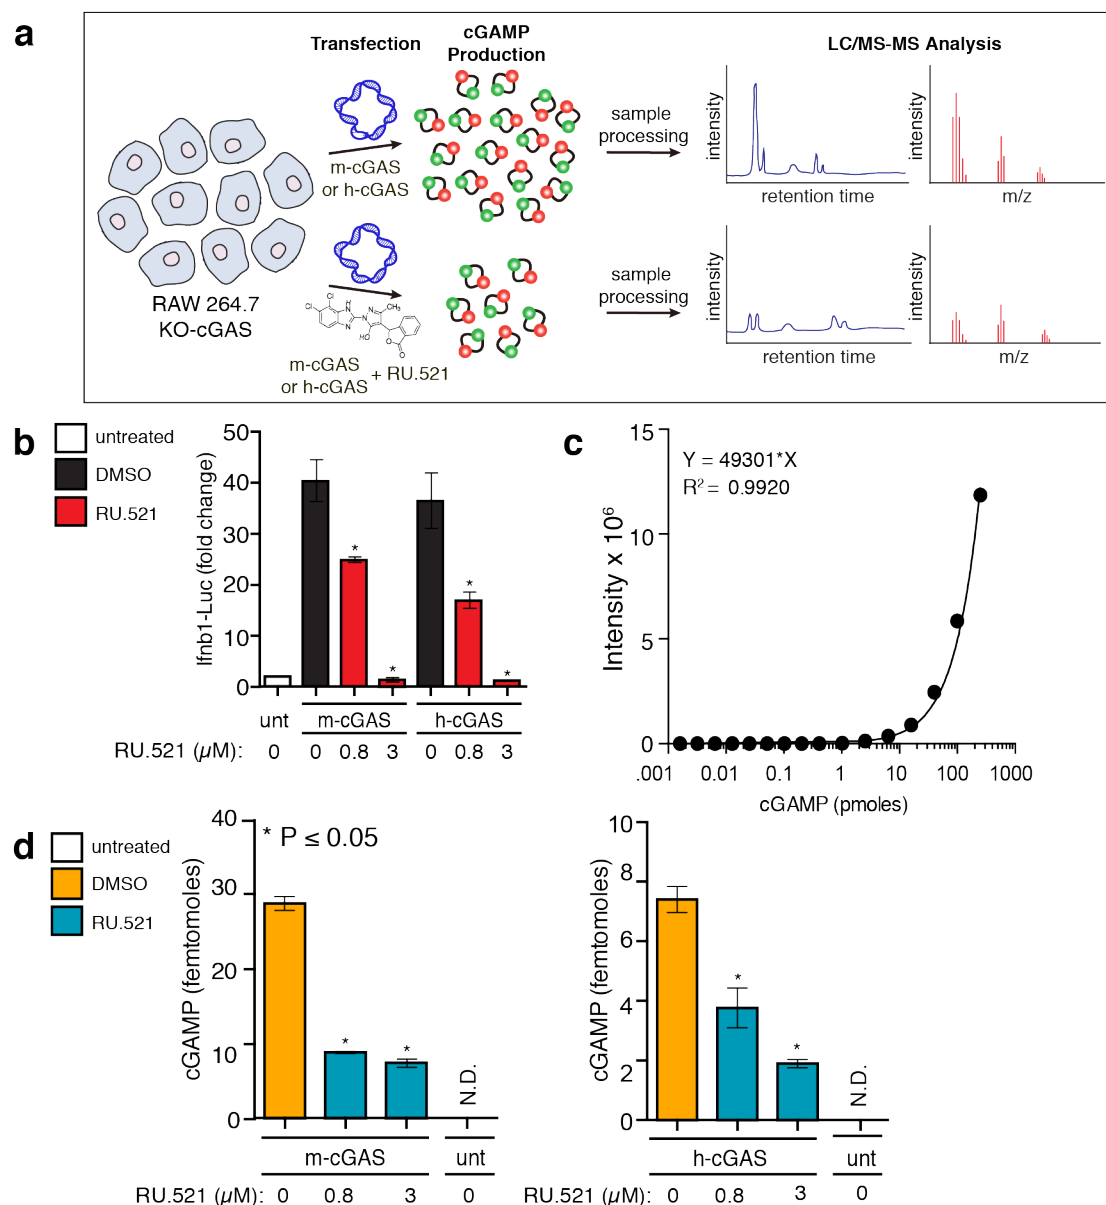 a
Transfection
cGAMP
Production
LC/MS-MS Analysis
m-cGAS
or h-cGAS
sample
processing
intensity
retention time
intensity
m/z
RAW 264.7
KO-cGAS
Cl
Cl
H
N
N
N
N
CH₃
HO
O
O
m-cGAS
or h-cGAS
+ RU.521
sample
processing
intensity
retention time
intensity
m/z
b
untreated
DMSO
RU.521
Ifnb1-Luc (fold change)
50
40
30
20
10
0
*
*
*
*
unt
m-cGAS
h-cGAS
RU.521 (µM): 0 0 0.8 3 0 0.8 3
c
Y = 49301*X
R² = 0.9920
Intensity x 10⁶
15
10
5
0
.001 0.01 0.1 1 10 100 1000
cGAMP (pmoles)
d
untreated
DMSO
RU.521
* P ≤ 0.05
cGAMP (femtomoles)
40
30
20
10
0
*
*
N.D.
m-cGAS
unt
RU.521 (µM): 0 0.8 3 0
cGAMP (femtomoles)
10
8
6
4
2
0
*
*
N.D.
h-cGAS
unt
RU.521 (µM): 0 0.8 3 0